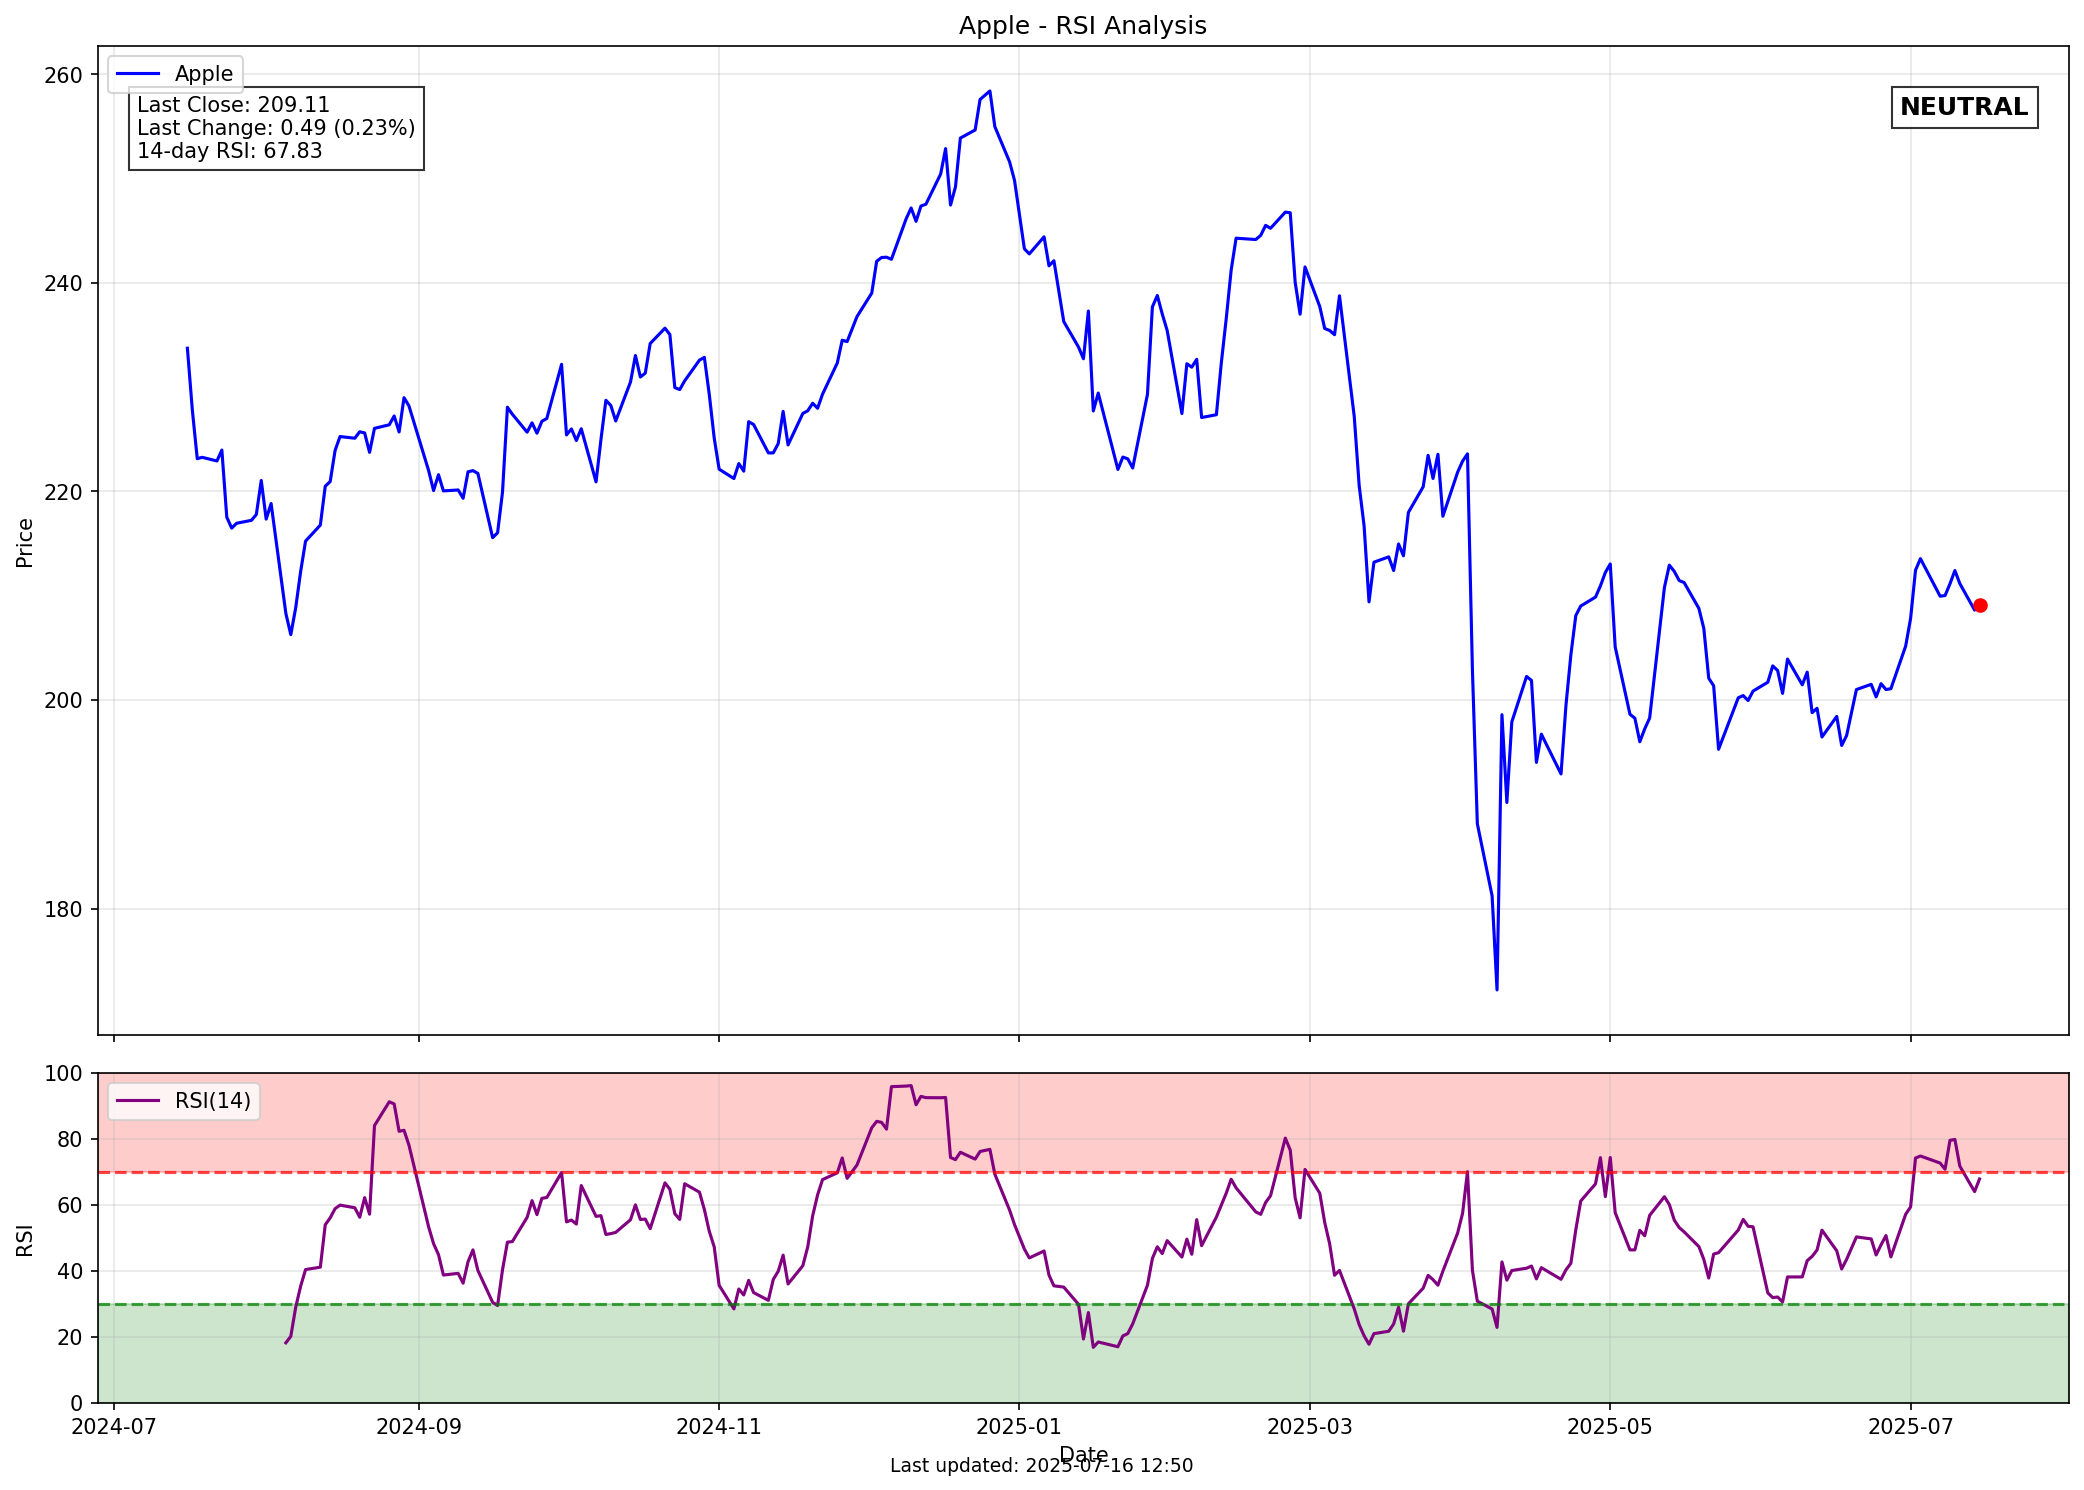 Apple - RSI Analysis
Apple
Last Close: 209.11
Last Change: 0.49 (0.23%)
14-day RSI: 67.83
NEUTRAL
260
240
220
200
180
Price
RSI(14)
100
80
60
40
20
0
RSI
2024-07 2024-09 2024-11 2025-01 2025-03 2025-05 2025-07
Date
Last updated: 2025-07-16 12:50